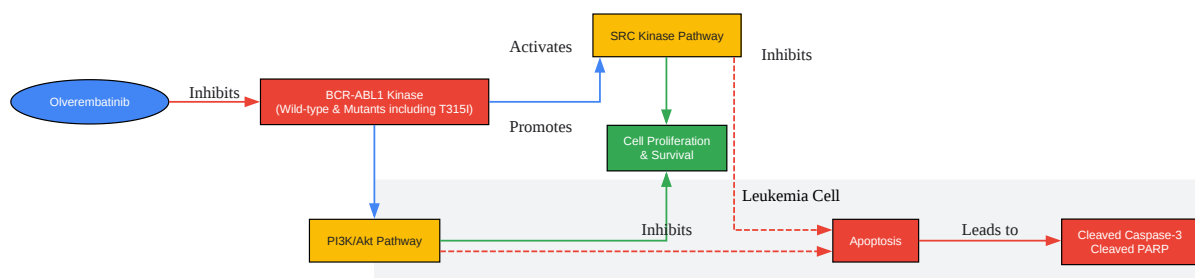 SRC Kinase Pathway
Activates
Inhibits
Inhibits
BCR-ABL1 Kinase
(Wild-type & Mutants including T315I)
Olverembatinib
Promotes
Cell Proliferation
& Survival
Leukemia Cell
PI3K/Akt Pathway
Inhibits
Apoptosis
Leads to
Cleaved Caspase-3
Cleaved PARP